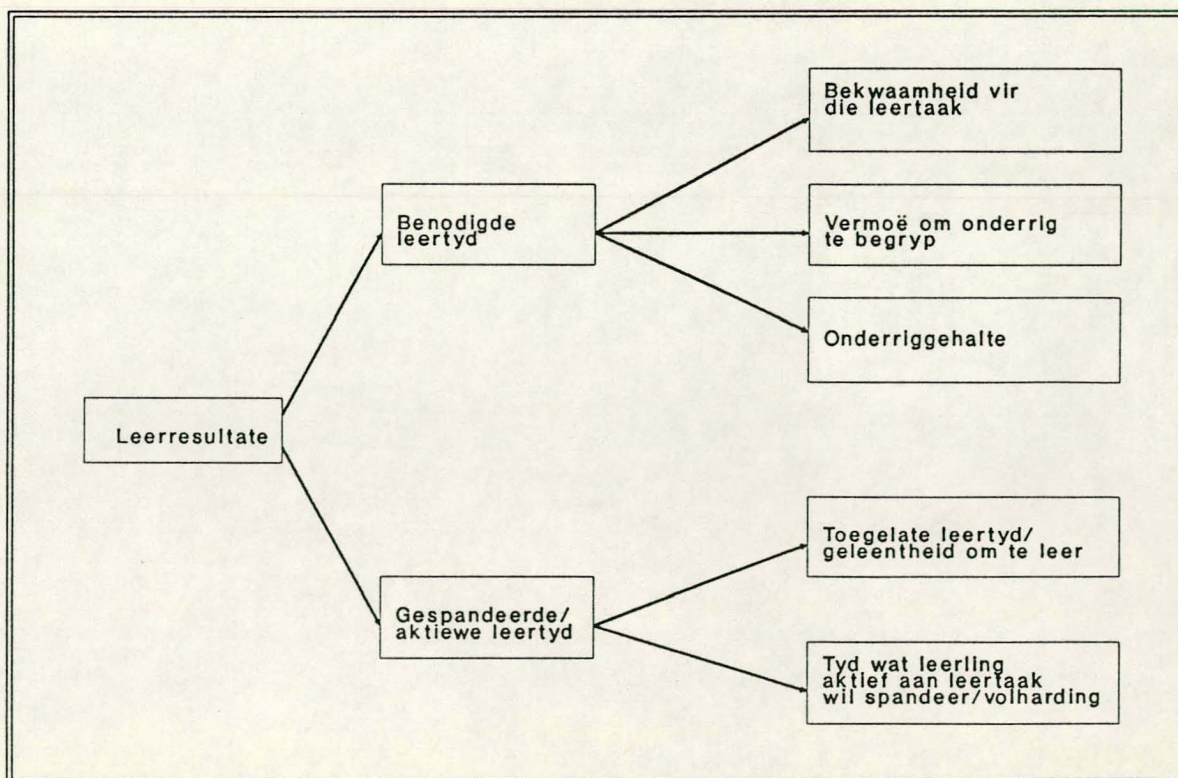 Bekwaamheid vir
die leertaak
Benodigde
leertyd
Vermoë om onderrig
te begryp
Onderriggehalte
Leerresultate
Toegelate leertyd/
geleentheid om te leer
Gespandeerde/
aktiewe leertyd
Tyd wat leerling
aktief aan leertaak
wil spandeer/volharding